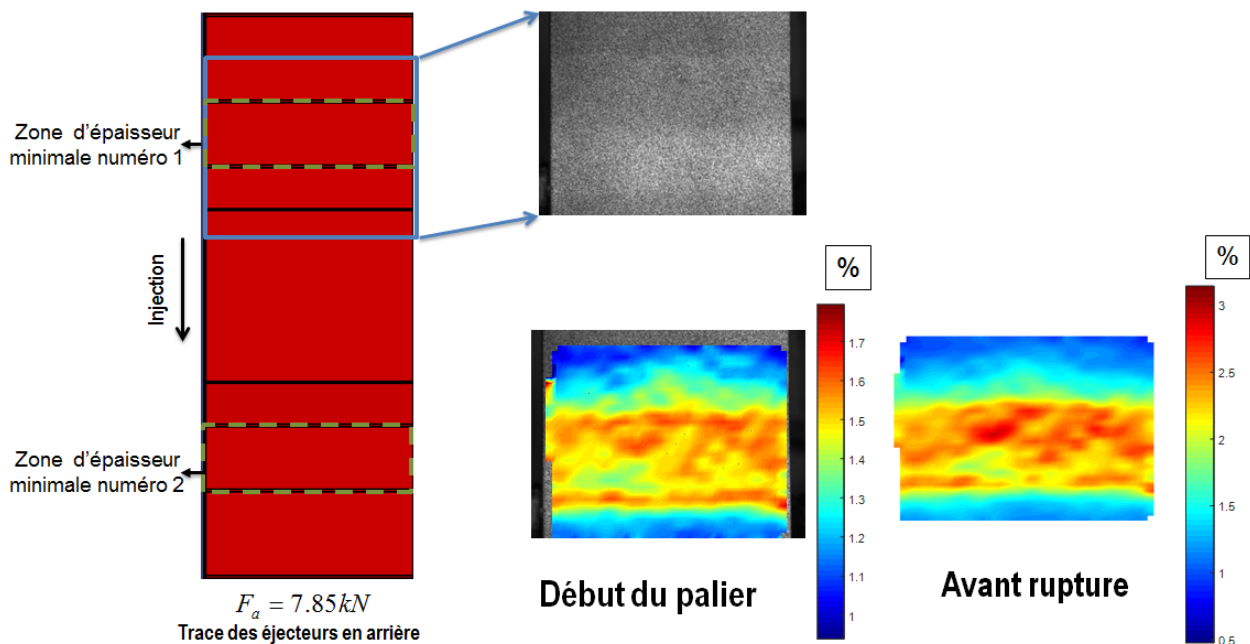 Zone d'épaisseur
minimale numéro 1
Injection
Zone d'épaisseur
minimale numéro 2
F_a = 7.85kN
Trace des éjecteurs en arrière
%
1.7
1.6
1.5
1.4
1.3
1.2
1.1
1
Début du palier
%
3
2.5
2
1.5
1
0.5
Avant rupture